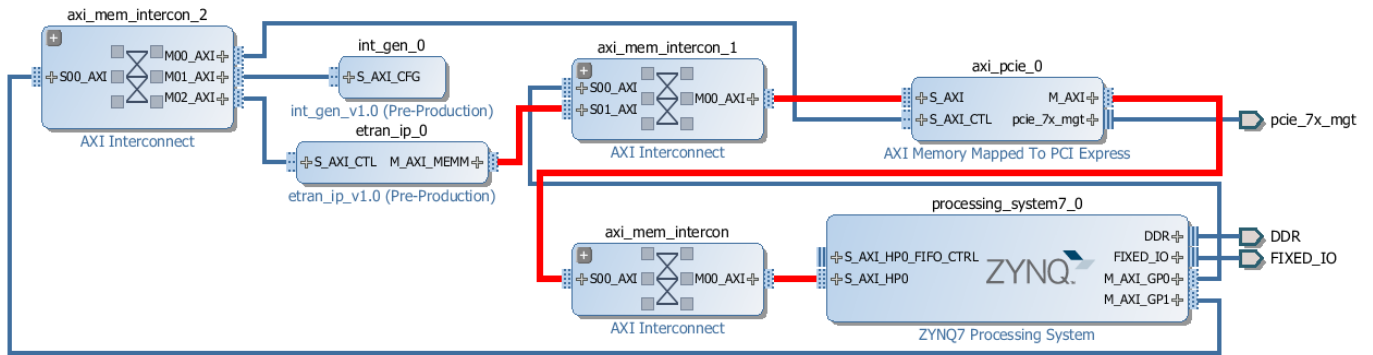 axi_mem_intercon_2
S00_AXI
M00_AXI
M01_AXI
M02_AXI
AXI Interconnect
int_gen_0
S_AXI_CFG
int_gen_v1.0 (Pre-Production)
etran_ip_0
S_AXI_CTL M_AXI_MEMM
etran_ip_v1.0 (Pre-Production)
axi_mem_intercon_1
S00_AXI
S01_AXI
M00_AXI
AXI Interconnect
axi_pcie_0
S_AXI M_AXI
S_AXI_CTL pcie_7x_mgt
AXI Memory Mapped To PCI Express
pcie_7x_mgt
axi_mem_intercon
S00_AXI M00_AXI
AXI Interconnect
processing_system7_0
S_AXI_HP0_FIFO_CTRL
S_AXI_HP0
ZYNQ
DDR
FIXED_IO
M_AXI_GP0
M_AXI_GP1
ZYNQ7 Processing System
DDR
FIXED_IO